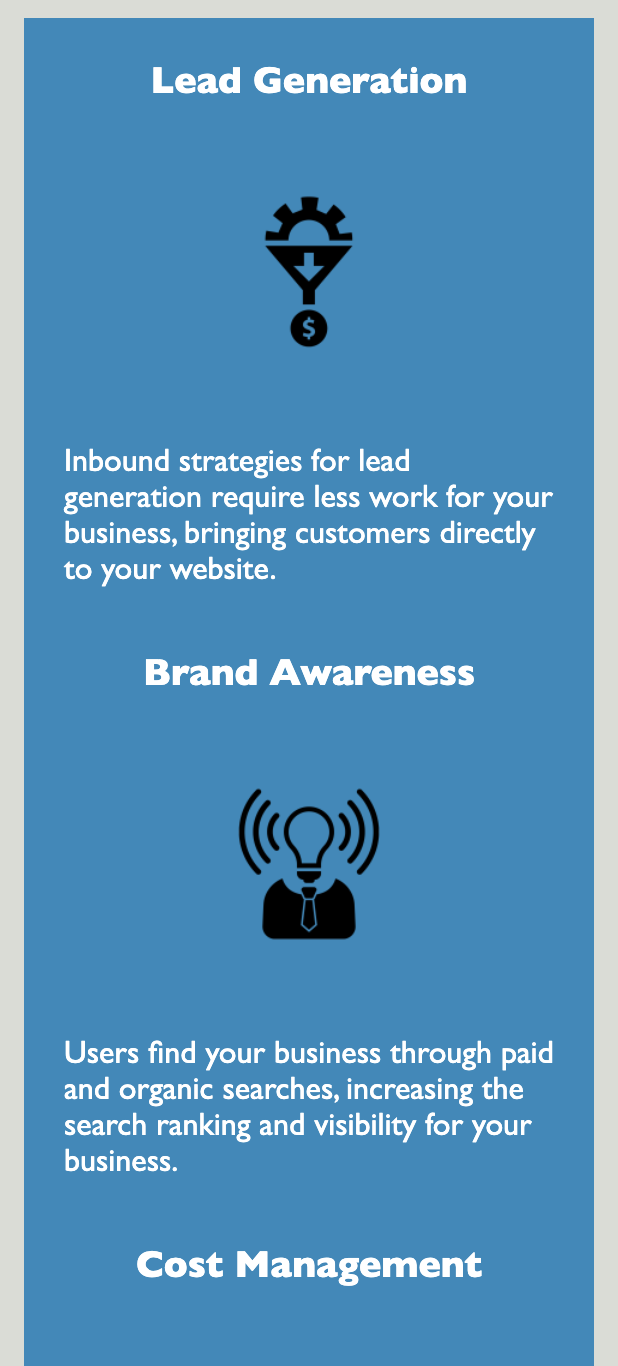 Lead Generation
$
Inbound strategies for lead
generation require less work for your
business, bringing customers directly
to your website.
Brand Awareness
Users find your business through paid
and organic searches, increasing the
search ranking and visibility for your
business.
Cost Management